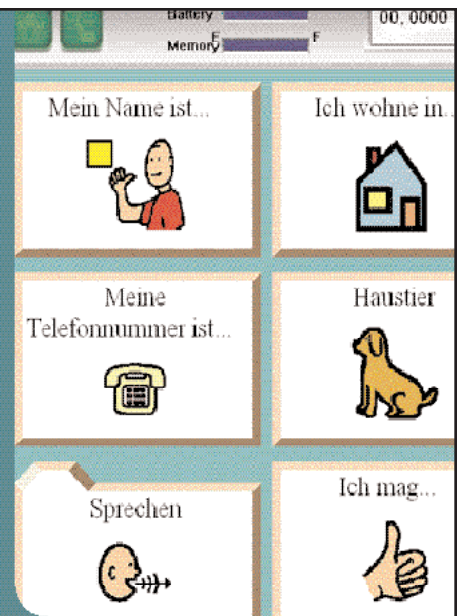 Battery
00, 0000
E F
Memory
Mein Name ist...
Ich wohne in..
Meine
Telefonnummer ist...
Haustier
Sprechen
Ich mag...